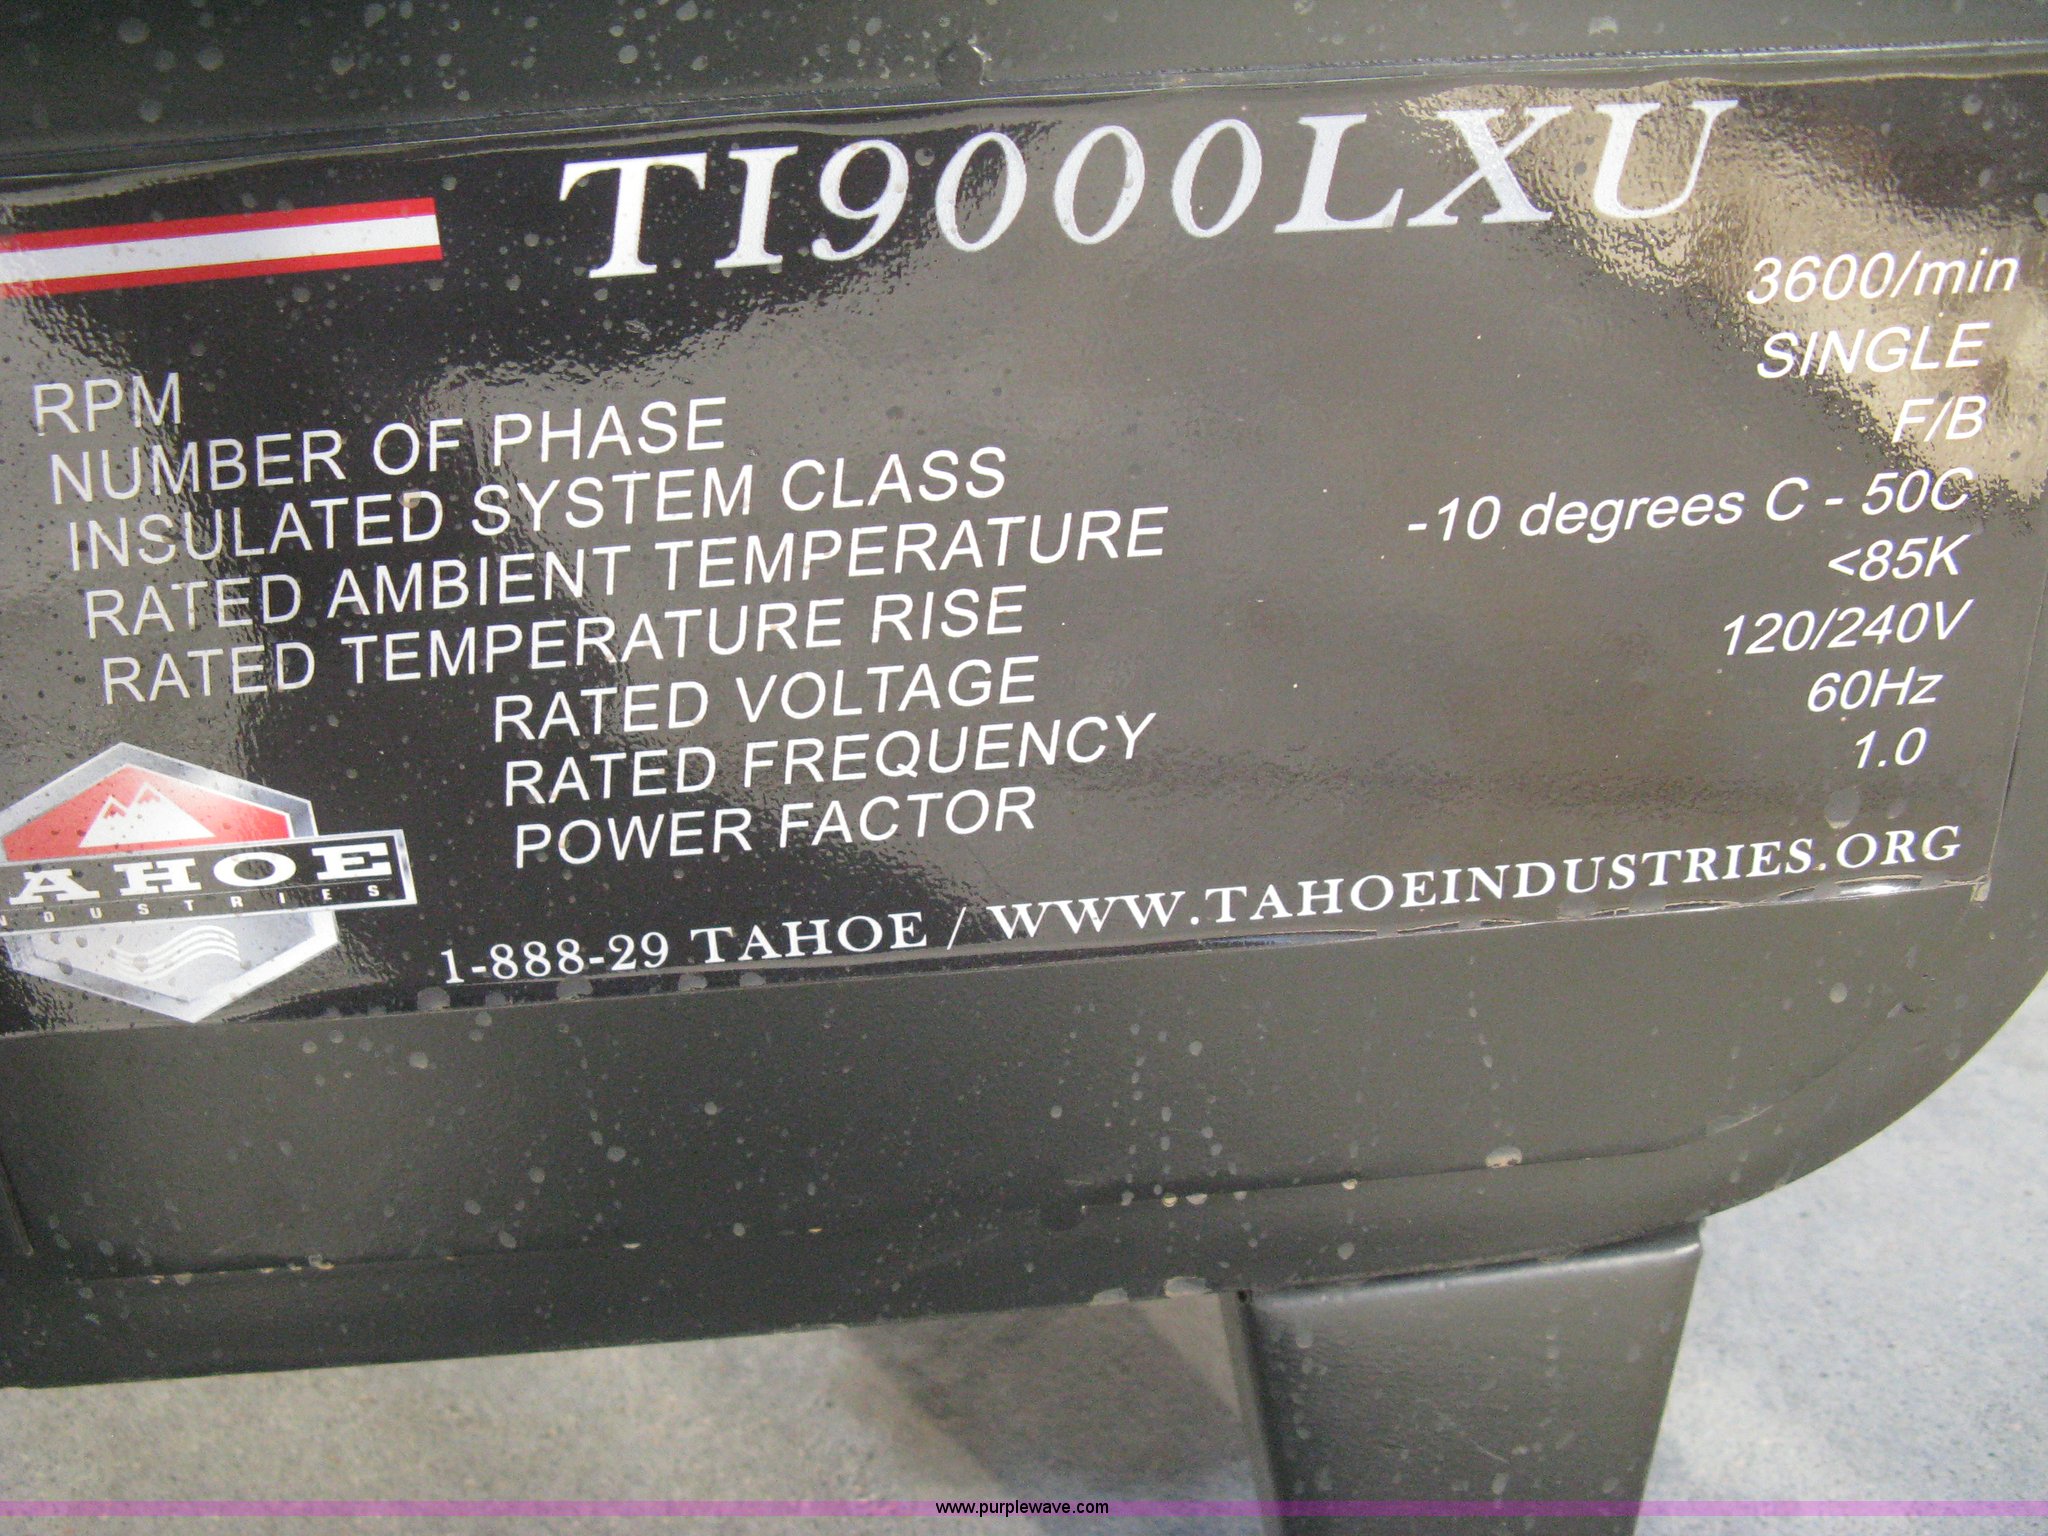 TI9000LXU
RPM 3600/min
NUMBER OF PHASE SINGLE
INSULATED SYSTEM CLASS F/B
RATED AMBIENT TEMPERATURE -10 degrees C - 50C
RATED TEMPERATURE RISE <85K
RATED VOLTAGE 120/240V
RATED FREQUENCY 60Hz
POWER FACTOR 1.0
AHOE
NDUSTRIES
1-888-29 TAHOE / WWW.TAHOEINDUSTRIES.ORG
www.purplewave.com